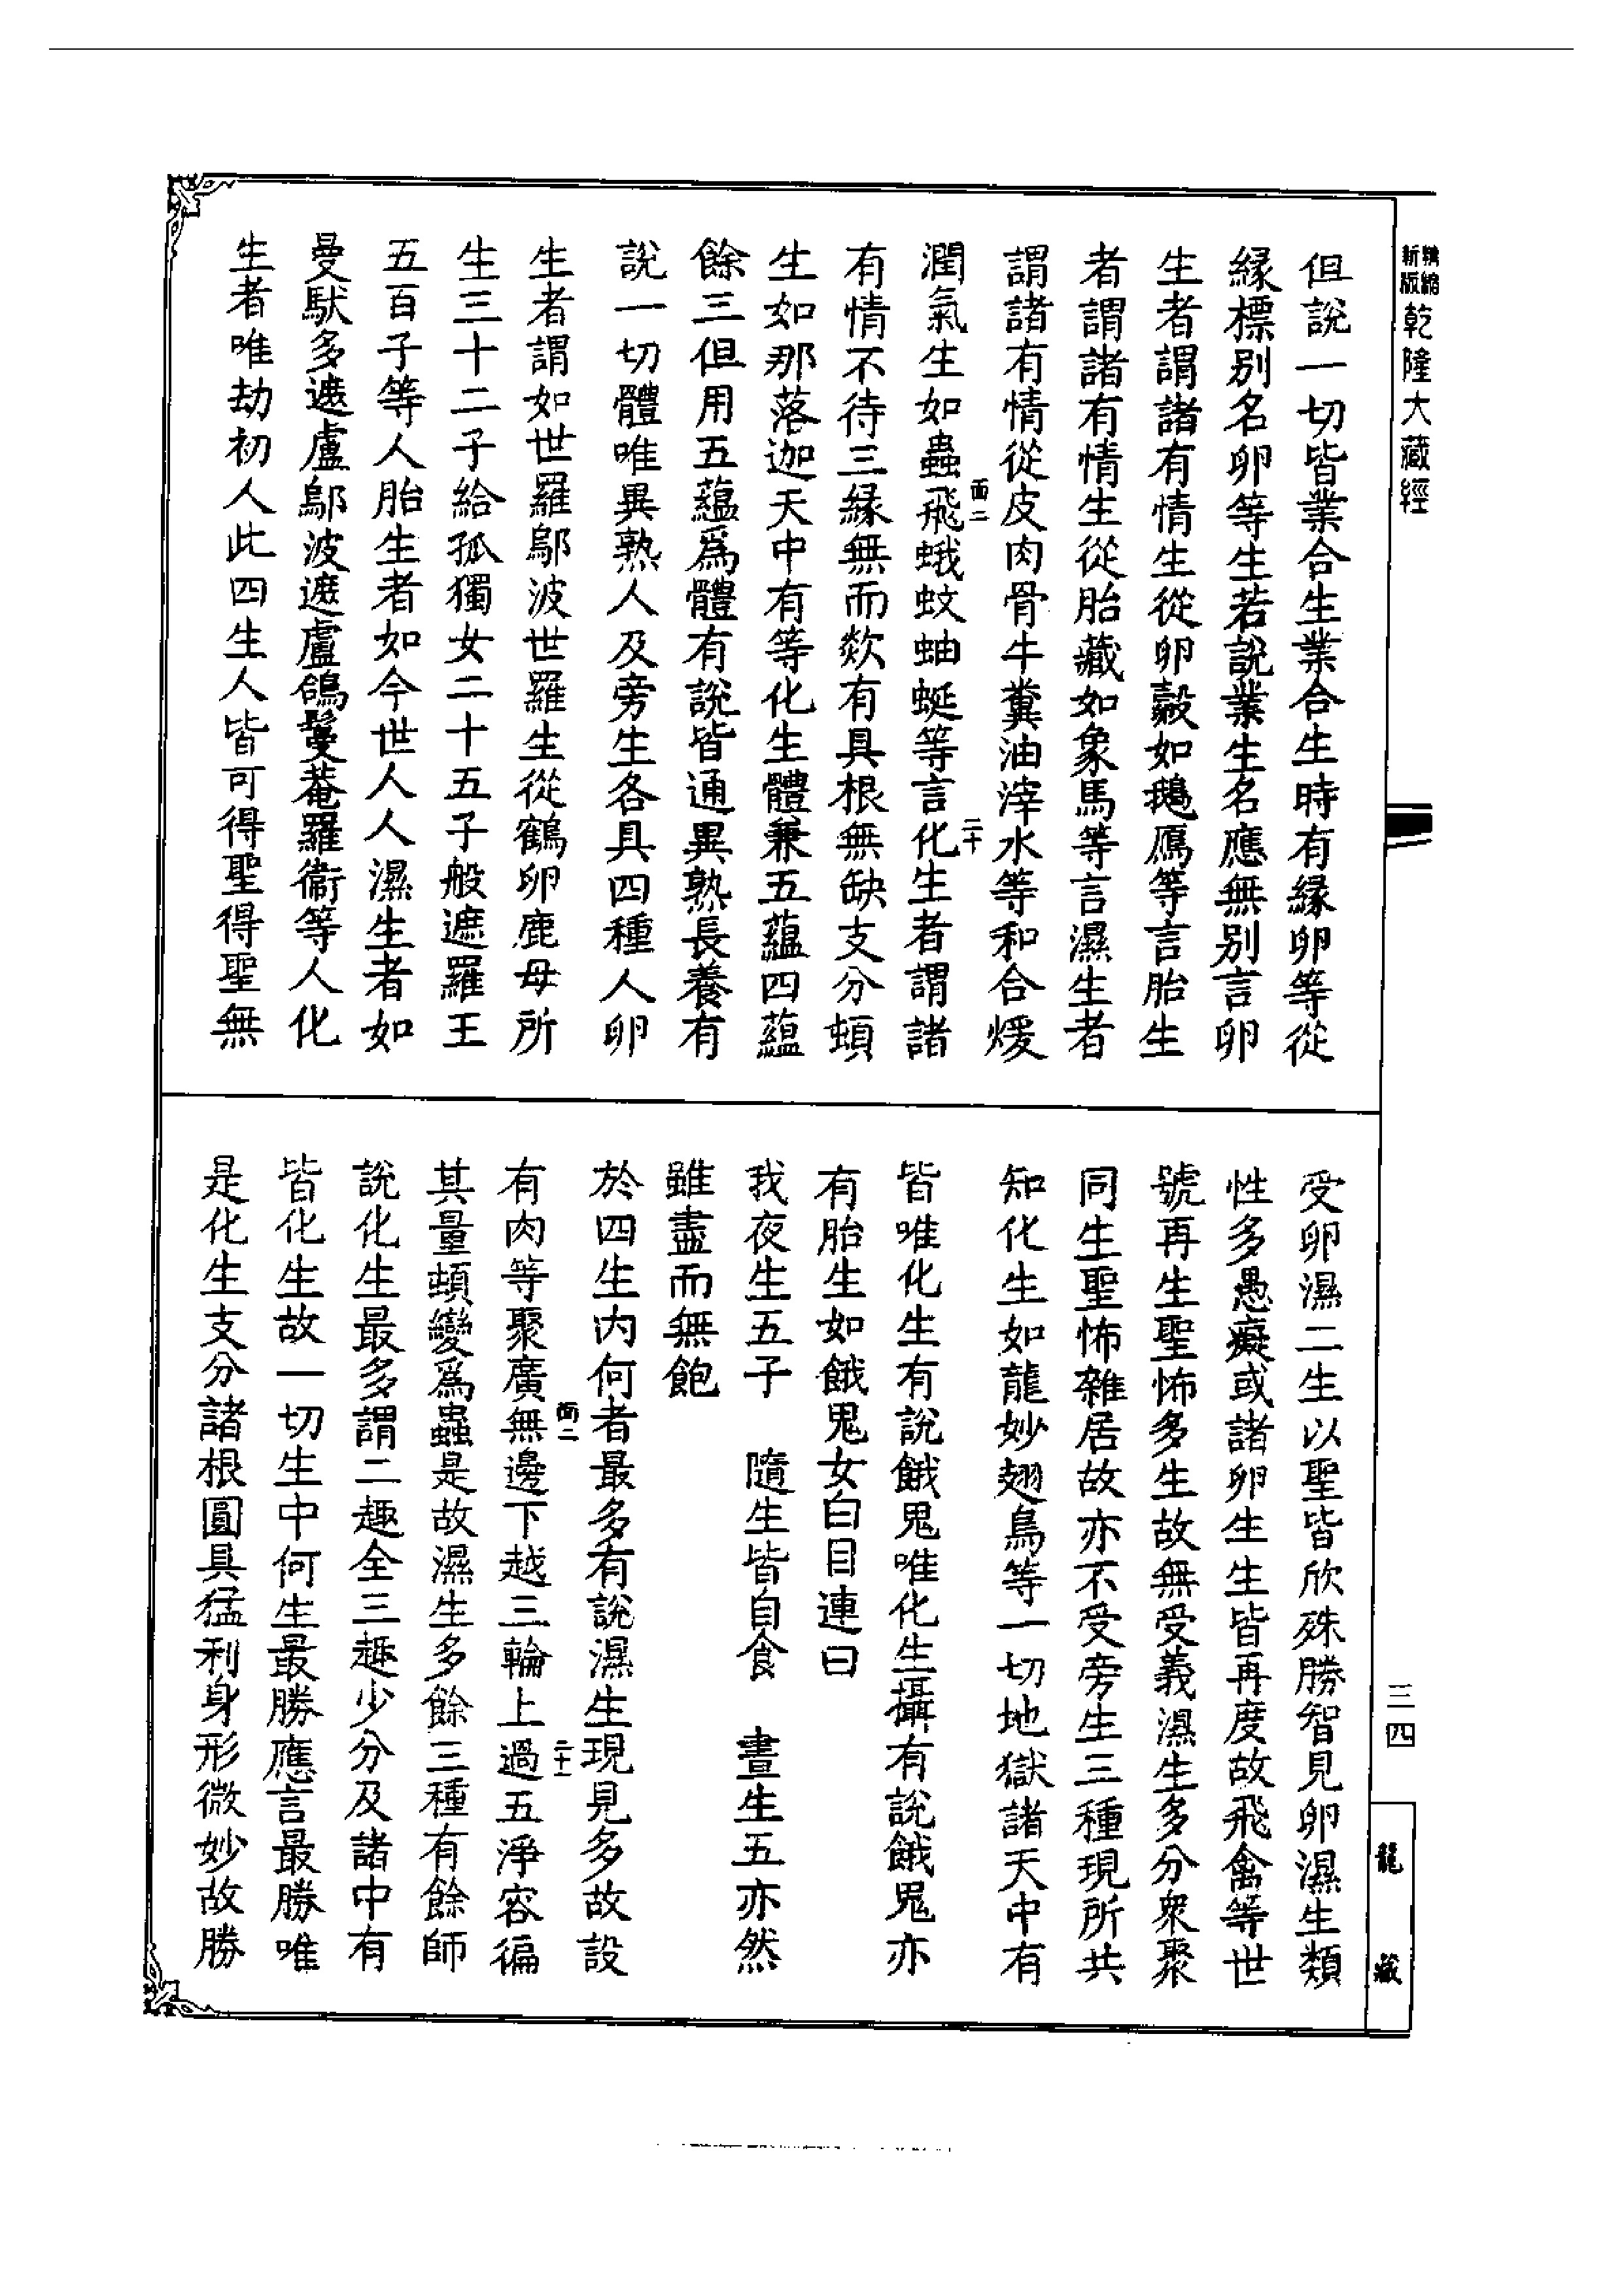 精縮新版乾隆大藏經
但說一切皆業合生業合生時有緣卵等從
緣標別名卵等生若說業生名應無別言卵
生者謂諸有情生從卵㲉如鵝鴈等言胎生
者謂諸有情生從胎藏如象馬等言濕生者
謂諸有情從皮肉骨牛糞油滓水等和合煖
潤氣生如蟲飛蛾蚊蚰蜒等言化生者謂諸
面二
二十
有情不待三緣無而欻有具根無缺支分頓
生如那落迦天中有等化生體兼五蘊四蘊
餘三但用五蘊爲體有說皆通異熟長養有
說一切體唯異熟人及旁生各具四種人卵
生者謂如世羅鄔波世羅生從鶴卵鹿母所
生三十二子給孤獨女二十五子般遮羅王
五百子等人胎生者如今世人人濕生者如
曼馱多遮盧鄔波遮盧鴿鬘菴羅衞等人化
生者唯劫初人此四生人皆可得聖得聖無
受卵濕二生以聖皆欣殊勝智見卵濕生類
性多愚癡或諸卵生生皆再度故飛禽等世
號再生聖怖多生故無受義濕生多分衆聚
同生聖怖雜居故亦不受旁生三種現所共
知化生如龍妙翅鳥等一切地獄諸天中有
皆唯化生有說餓鬼唯化生攝有說餓鬼亦
有胎生如餓鬼女白目連曰
我夜生五子　隨生皆自食　晝生五亦然
雖盡而無飽
於四生內何者最多有說濕生現見多故設
有肉等聚廣無邊下越三輪上過五淨容徧
面二
二十一
其量頓變爲蟲是故濕生多餘三種有餘師
說化生最多謂二趣全三趣少分及諸中有
皆化生故一切生中何生最勝應言最勝唯
是化生支分諸根圓具猛利身形微妙故勝
三四
龍藏